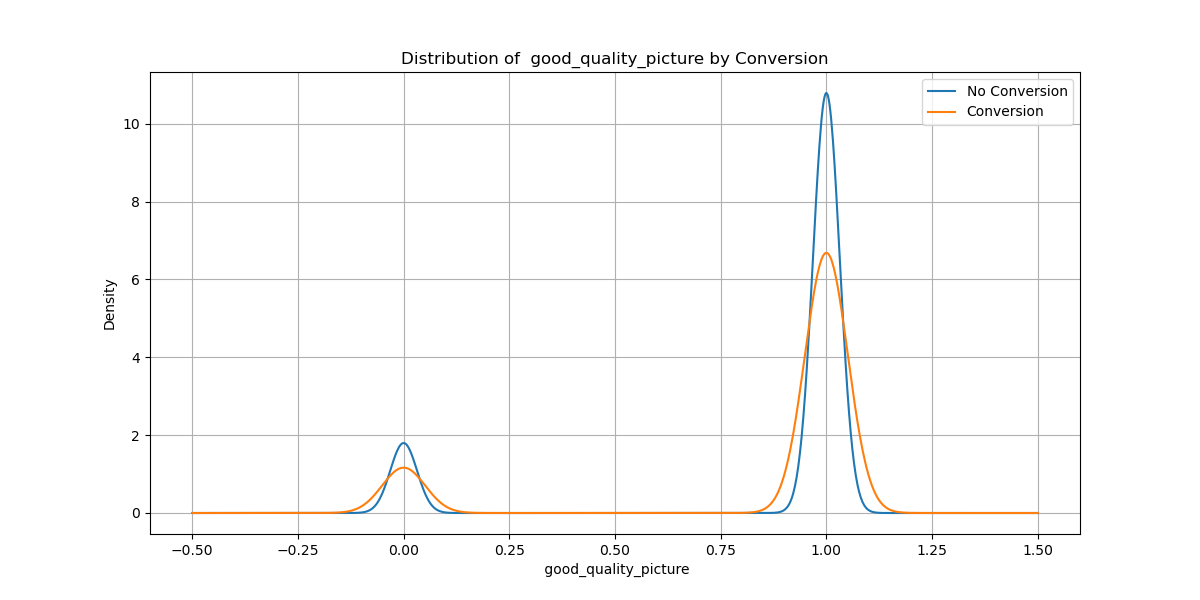 Distribution of  good_quality_picture by Conversion
No Conversion
Conversion
Density
10
8
6
4
2
0
−0.50 −0.25 0.00 0.25 0.50 0.75 1.00 1.25 1.50
good_quality_picture